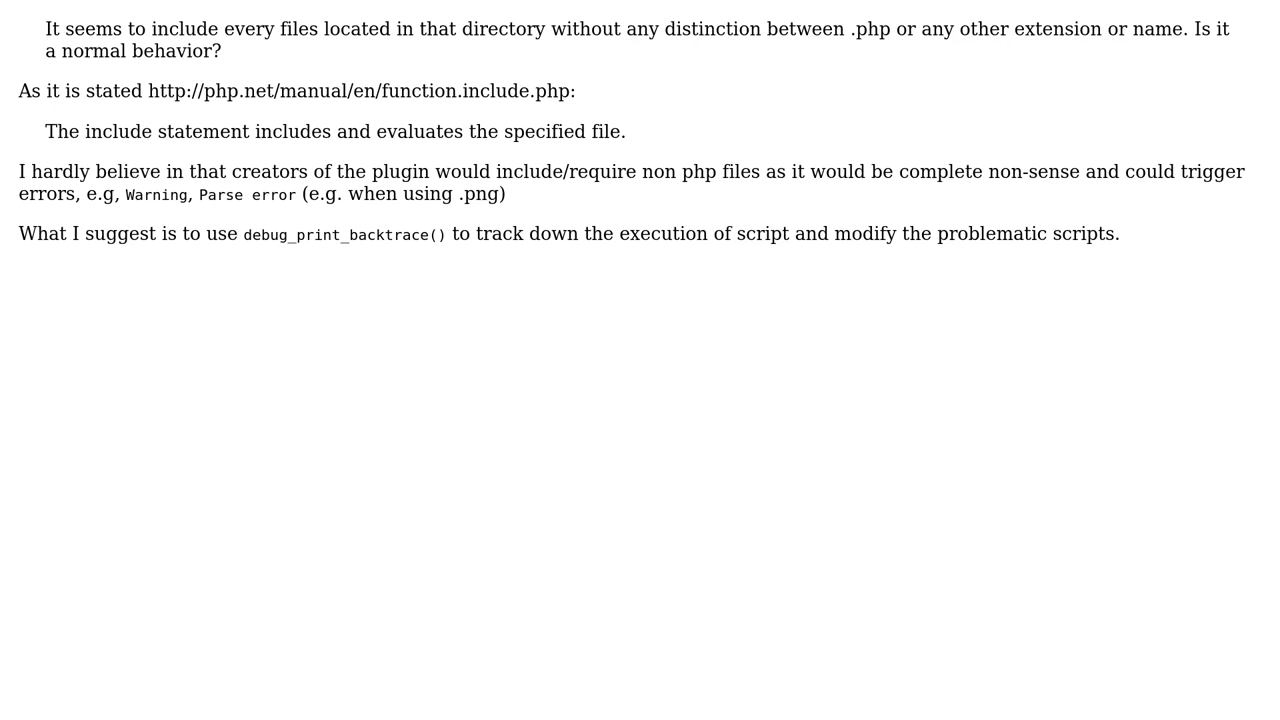 It seems to include every files located in that directory without any distinction between .php or any other extension or name. Is it
a normal behavior?
As it is stated http://php.net/manual/en/function.include.php:
The include statement includes and evaluates the specified file.
I hardly believe in that creators of the plugin would include/require non php files as it would be complete non-sense and could trigger
errors, e.g, Warning, Parse error (e.g. when using .png)
What I suggest is to use debug_print_backtrace() to track down the execution of script and modify the problematic scripts.